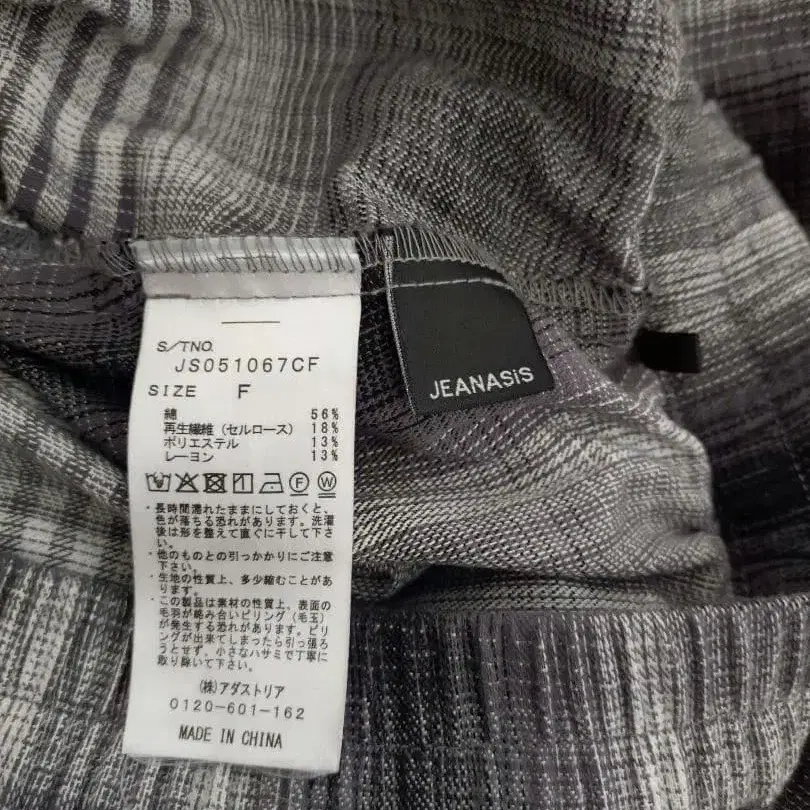 S/TNO.
JS051067CF
SIZE F
綿 56%
再生繊維(セルロース) 18%
ポリエステル 13%
レーヨン 13%
F W
・長時間濡れたままにしておくと、
色が落ちる恐れがあります。洗濯
後は形を整えて直ぐに干して下さ
い。
・他のものとの引っかかりにご注意
下さい。
・生地の性質上、多少縮むことがあ
ります。
・この製品は素材の性質上、表面の
毛羽が絡み合いピリング(毛玉)
が発生する恐れがあります。ピリ
ングが出来てしまったら引っ張ろ
うとせず、小さなハサミで丁寧に
取り除いて下さい。
(株)アダストリア
0120-601-162
MADE IN CHINA
JEANASiS